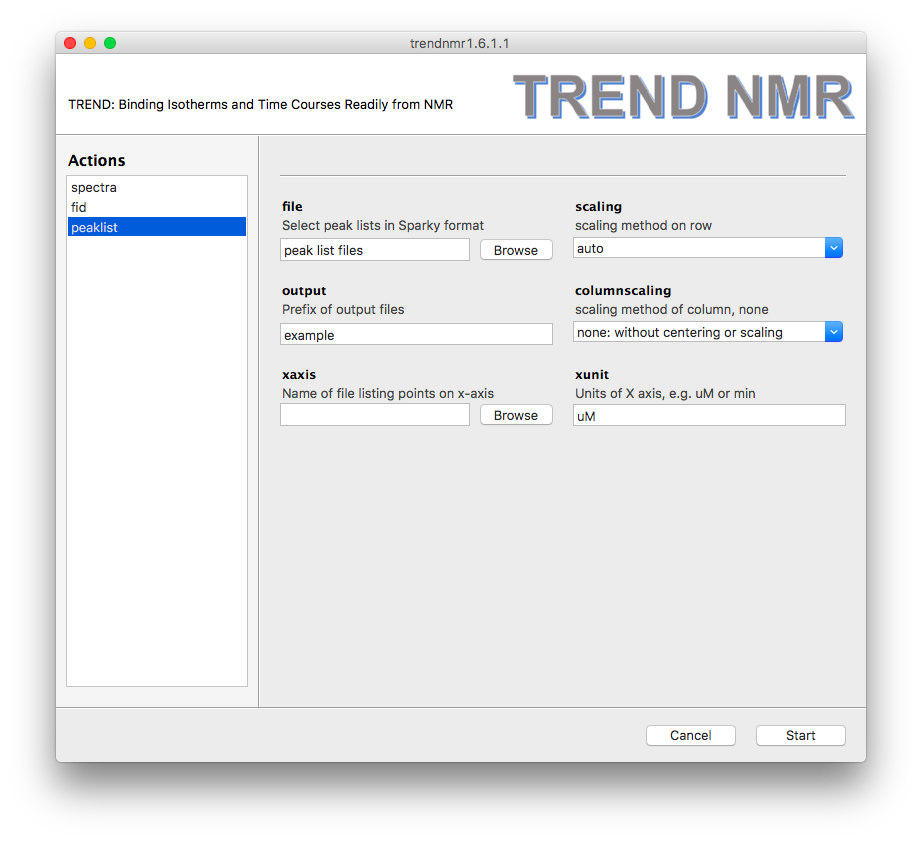 trendnmr1.6.1.1
TREND: Binding Isotherms and Time Courses Readily from NMR
TREND NMR
Actions
spectra
fid
peaklist
file
Select peak lists in Sparky format
peak list files
Browse
scaling
scaling method on row
auto
output
Prefix of output files
example
columnscaling
scaling method of column, none
none: without centering or scaling
xaxis
Name of file listing points on x-axis
Browse
xunit
Units of X axis, e.g. uM or min
uM
Cancel
Start